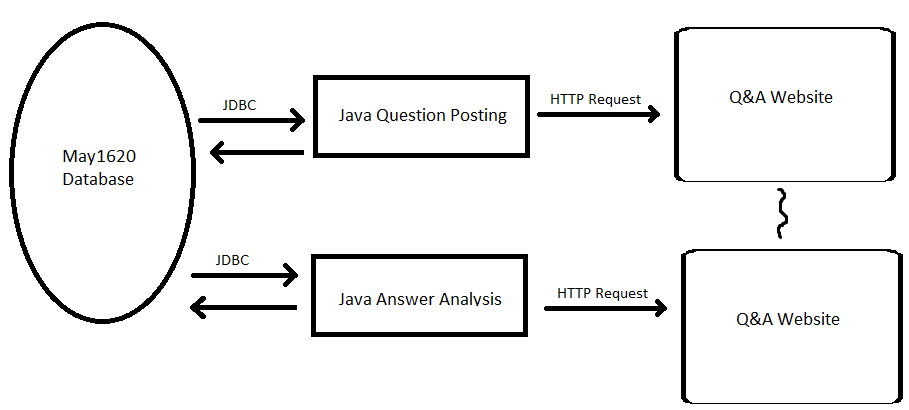 JDBC
Java Question Posting
HTTP Request
Q&A Website
May1620
Database
JDBC
Java Answer Analysis
HTTP Request
Q&A Website